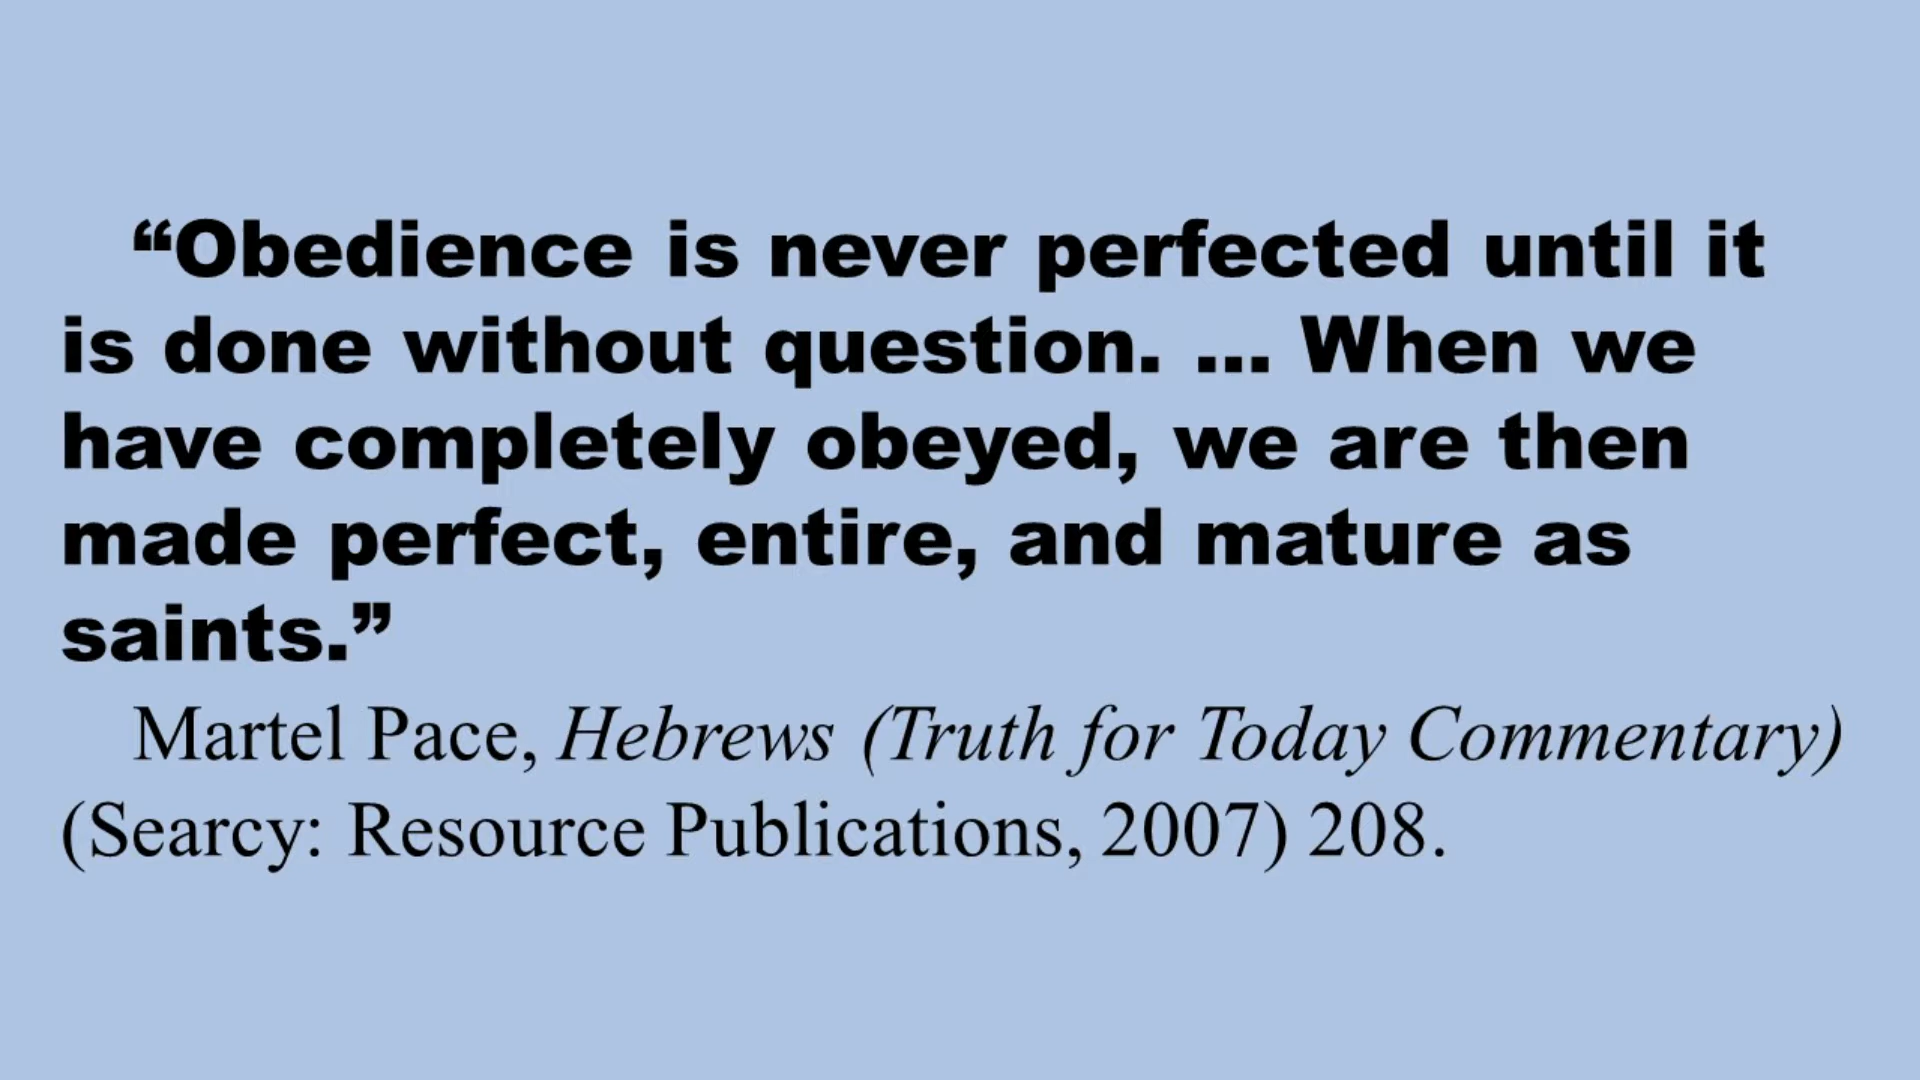 “Obedience is never perfected until it
is done without question. ... When we
have completely obeyed, we are then
made perfect, entire, and mature as
saints.”
Martel Pace, Hebrews (Truth for Today Commentary)
(Searcy: Resource Publications, 2007) 208.